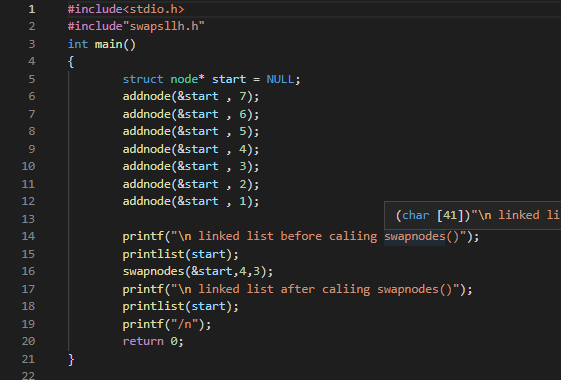 1 #include<stdio.h>
2 #include"swapsllh.h"
3 int main()
4 {
5 struct node* start = NULL;
6 addnode(&start , 7);
7 addnode(&start , 6);
8 addnode(&start , 5);
9 addnode(&start , 4);
10 addnode(&start , 3);
11 addnode(&start , 2);
12 addnode(&start , 1);
13 (char [41])"\n linked li
14 printf("\n linked list before caliing swapnodes()");
15 printlist(start);
16 swapnodes(&start,4,3);
17 printf("\n linked list after caliing swapnodes()");
18 printlist(start);
19 printf("/n");
20 return 0;
21 }
22